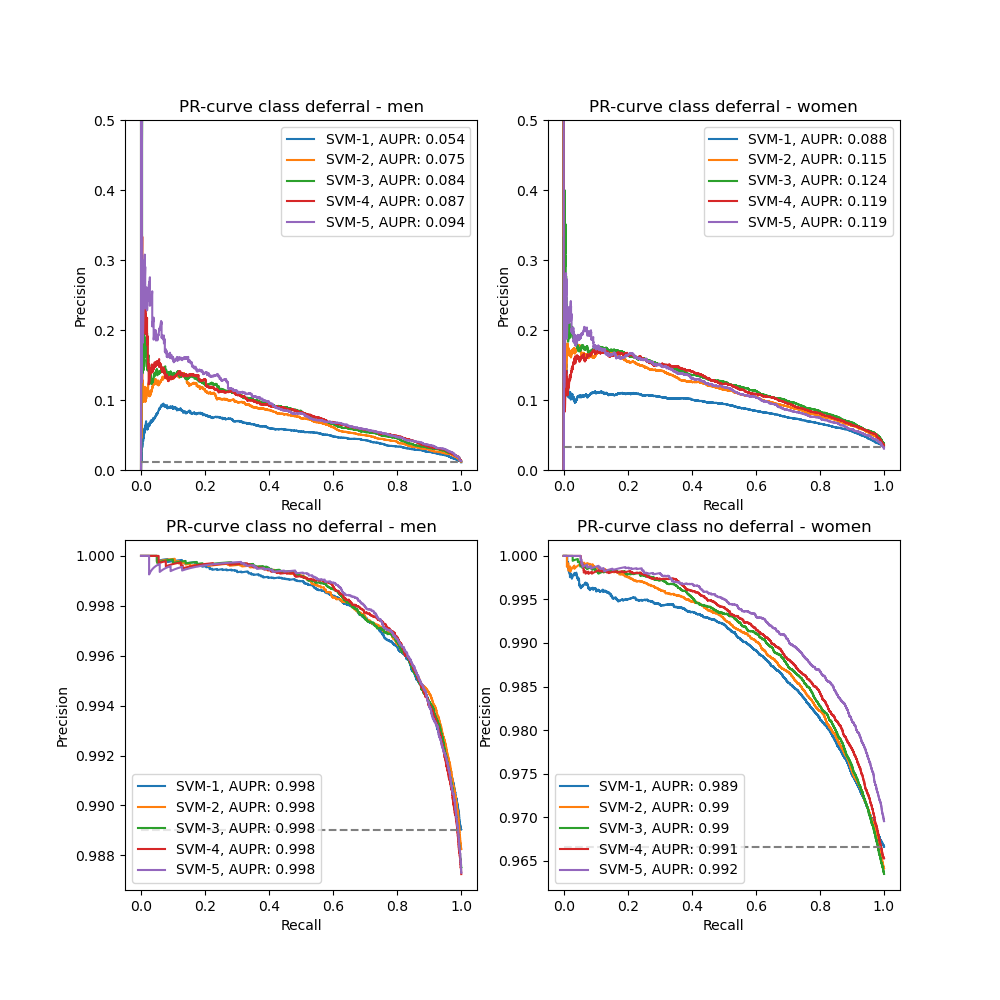 PR-curve class deferral - men
0.5
0.4
0.3
0.2
0.1
0.0
Precision
SVM-1, AUPR: 0.054
SVM-2, AUPR: 0.075
SVM-3, AUPR: 0.084
SVM-4, AUPR: 0.087
SVM-5, AUPR: 0.094
0.0 0.2 0.4 0.6 0.8 1.0
Recall
PR-curve class deferral - women
0.5
0.4
0.3
0.2
0.1
0.0
Precision
SVM-1, AUPR: 0.088
SVM-2, AUPR: 0.115
SVM-3, AUPR: 0.124
SVM-4, AUPR: 0.119
SVM-5, AUPR: 0.119
0.0 0.2 0.4 0.6 0.8 1.0
Recall
PR-curve class no deferral - men
1.000
0.998
0.996
0.994
0.992
0.990
0.988
Precision
SVM-1, AUPR: 0.998
SVM-2, AUPR: 0.998
SVM-3, AUPR: 0.998
SVM-4, AUPR: 0.998
SVM-5, AUPR: 0.998
0.0 0.2 0.4 0.6 0.8 1.0
Recall
PR-curve class no deferral - women
1.000
0.995
0.990
0.985
0.980
0.975
0.970
0.965
Precision
SVM-1, AUPR: 0.989
SVM-2, AUPR: 0.99
SVM-3, AUPR: 0.99
SVM-4, AUPR: 0.991
SVM-5, AUPR: 0.992
0.0 0.2 0.4 0.6 0.8 1.0
Recall